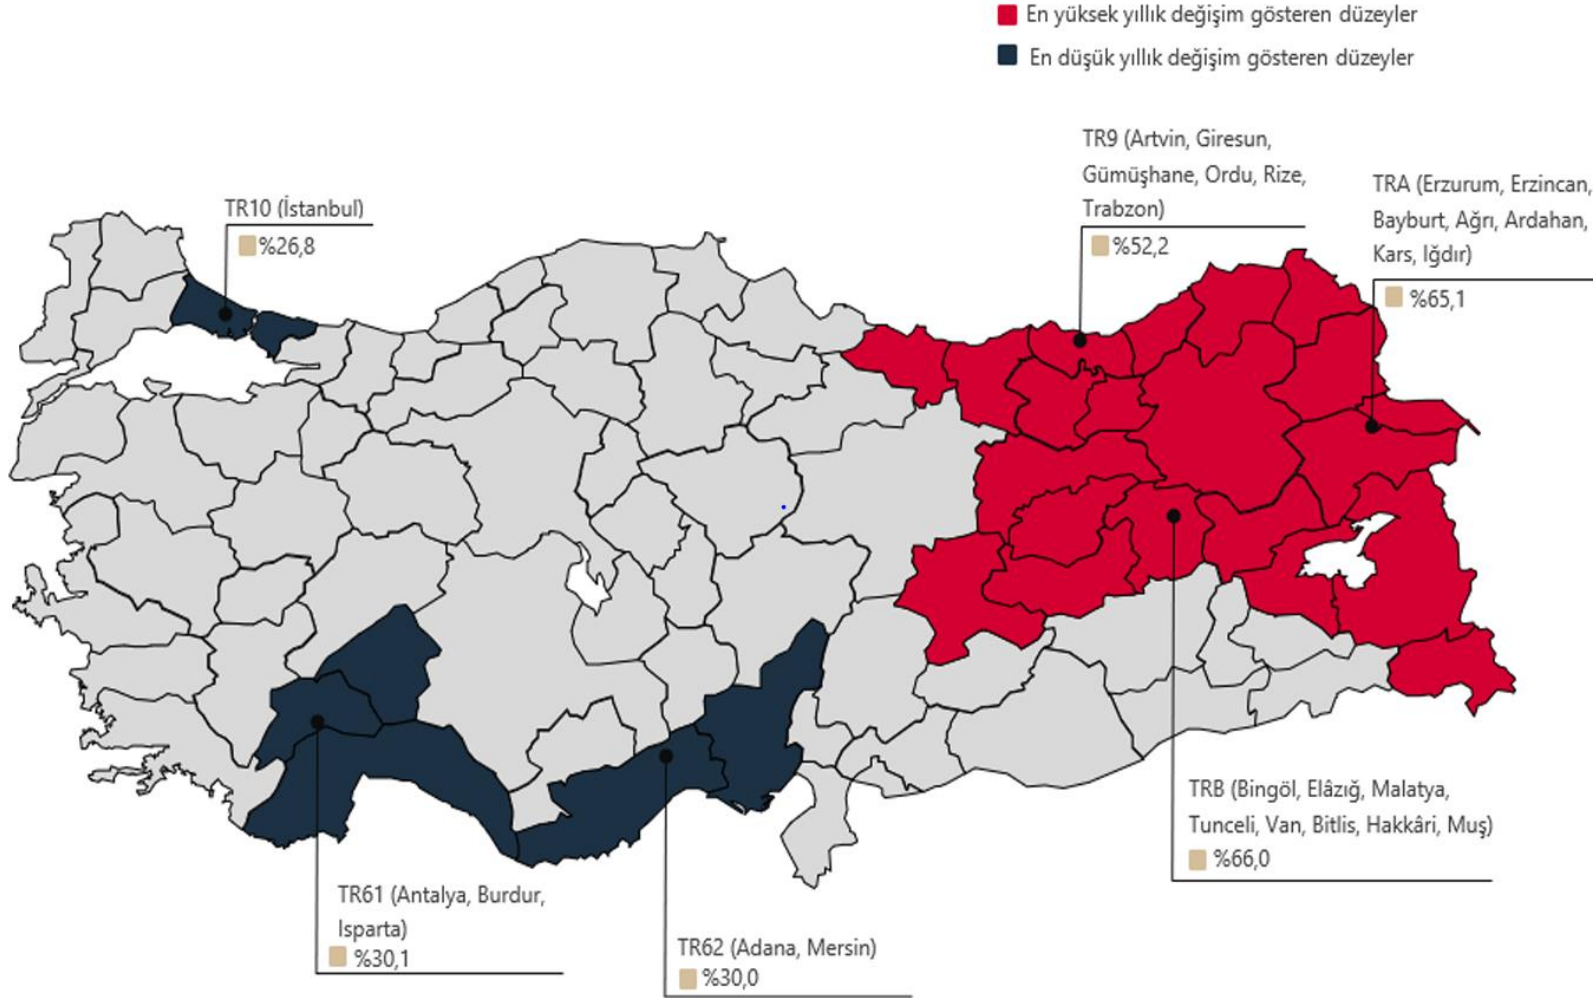 En yüksek yıllık değişim gösteren düzeyler
En düşük yıllık değişim gösteren düzeyler
TR9 (Artvin, Giresun,
Gümüşhane, Ordu, Rize,
Trabzon)
%52,2
TRA (Erzurum, Erzincan,
Bayburt, Ağrı, Ardahan,
Kars, Iğdır)
%65,1
TR10 (İstanbul)
%26,8
TRB (Bingöl, Elâzığ, Malatya,
Tunceli, Van, Bitlis, Hakkâri, Muş)
%66,0
TR61 (Antalya, Burdur,
Isparta)
%30,1
TR62 (Adana, Mersin)
%30,0